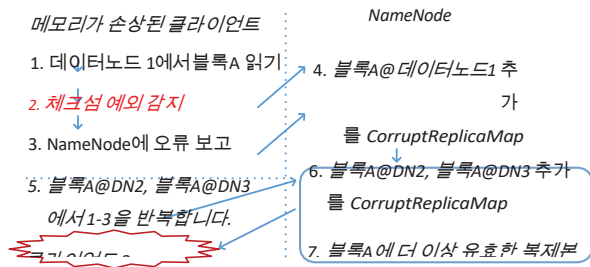 메모리가 손상된 클라이언트
1. 데이터노드 1에서블록A 읽기
2. 체크섬 예외 감지
3. NameNode에 오류 보고
5. 블록A@DN2, 블록A@DN3
에서1-3을 반복합니다.
NameNode
4. 블록A@데이터노드1 추
가
를 CorruptReplicaMap
6. 블록A@DN2, 블록A@DN3 추가
를 CorruptReplicaMap
7. 블록A에 더 이상 유효한 복제본